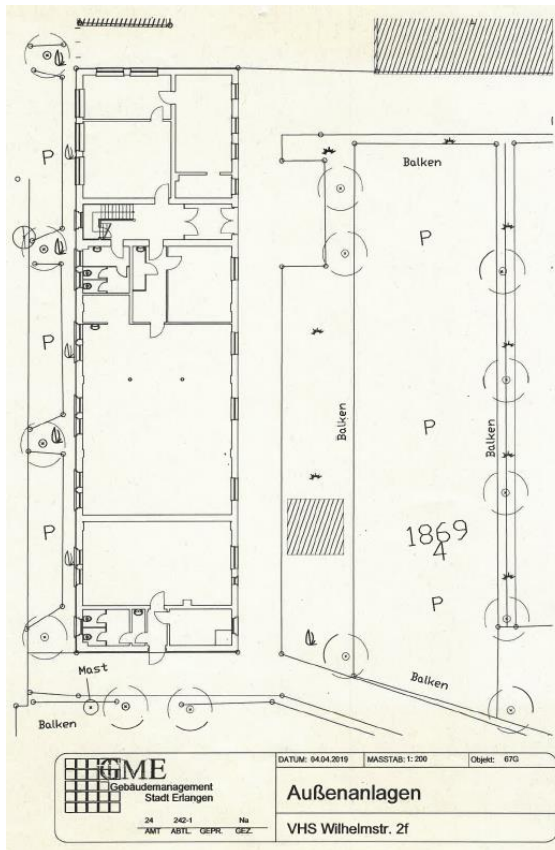 P
Balken
P
P
Balken
P
Balken
P
1869
4
P
P
Mast
Balken
Balken
GME
Gebäudemanagement
Stadt Erlangen
24 242-1 Na
AMT ABTL. GEPR. GEZ.
DATUM: 04.04.2019 MASSTAB: 1: 200 Objekt: 67G
Außenanlagen
VHS Wilhelmstr. 2f